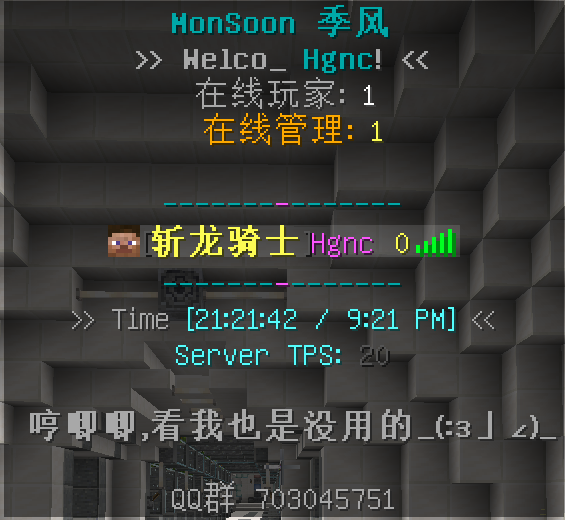 MonSoon 季风
>> Welco_ Hgnc! <<
在线玩家: 1
在线管理: 1
---------------
[斩龙骑士]Hgnc 0
---------------
>> Time [21:21:42 / 9:21 PM] <<
Server TPS: 20
哼唧唧,看我也是没用的_(:з」∠)_
QQ群 703045751